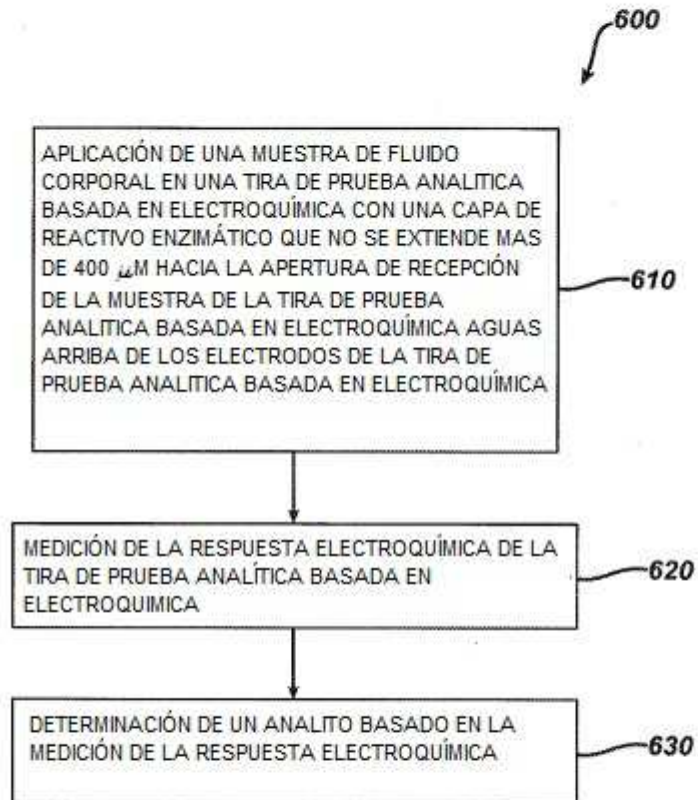 600
APLICACIÓN DE UNA MUESTRA DE FLUIDO
CORPORAL EN UNA TIRA DE PRUEBA ANALITICA
BASADA EN ELECTROQUÍMICA CON UNA CAPA DE
REACTIVO ENZIMÁTICO QUE NO SE EXTIENDE MAS
DE 400 μM HACIA LA APERTURA DE RECEPCIÓN
DE LA MUESTRA DE LA TIRA DE PRUEBA
ANALITICA BASADA EN ELECTROQUÍMICA AGUAS
ARRIBA DE LOS ELECTRODOS DE LA TIRA DE
PRUEBA ANALITICA BASADA EN ELECTROQUÍMICA
610
MEDICIÓN DE LA RESPUESTA ELECTROQUÍMICA DE LA
TIRA DE PRUEBA ANALÍTICA BASADA EN
ELECTROQUIMICA
620
DETERMINACIÓN DE UN ANALITO BASADO EN LA
MEDICIÓN DE LA RESPUESTA ELECTROQUÍMICA
630